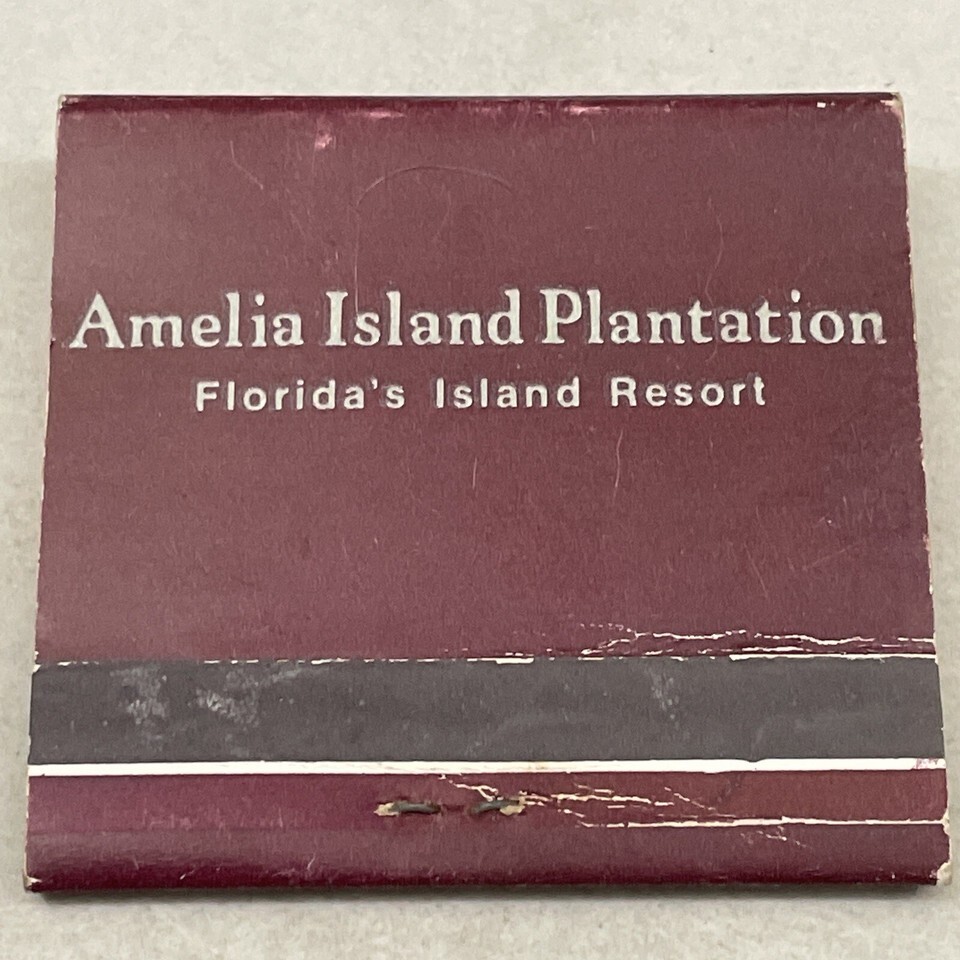 Amelia Island Plantation
Florida's Island Resort